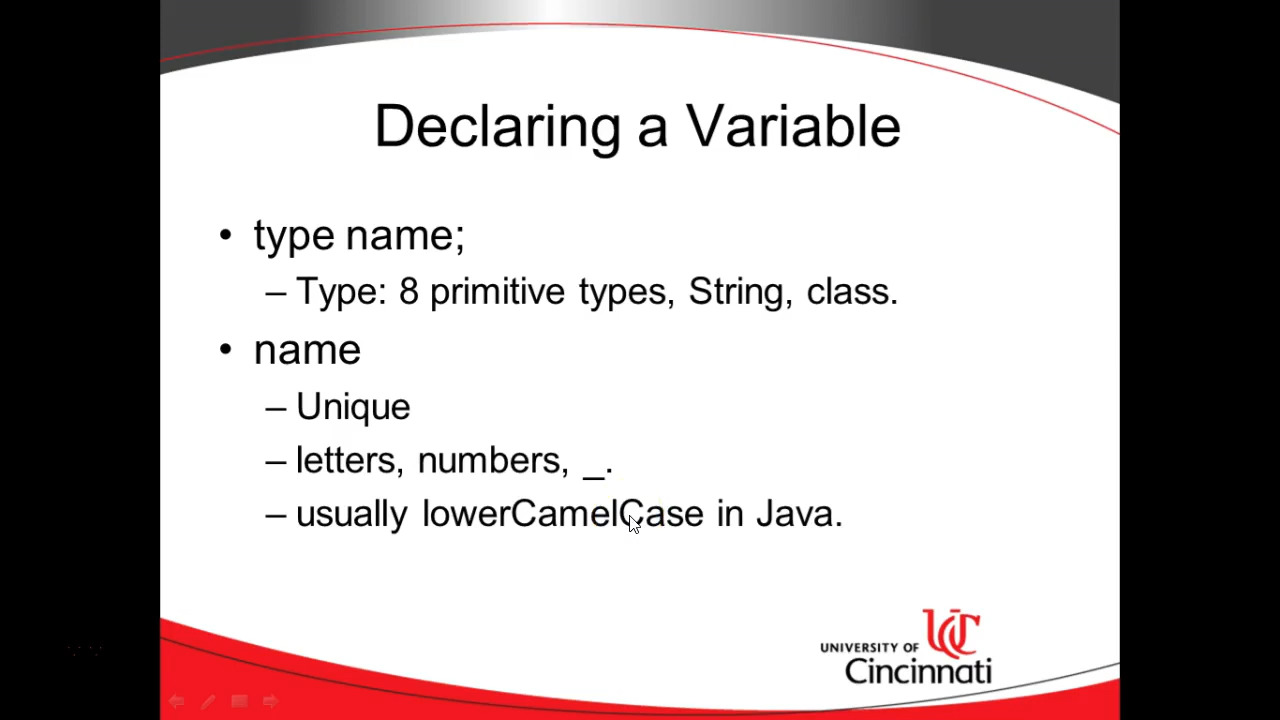 Declaring a Variable
• type name;
– Type: 8 primitive types, String, class.
• name
– Unique
– letters, numbers, _.
– usually lowerCamelCase in Java.
UC
UNIVERSITY OF
Cincinnati